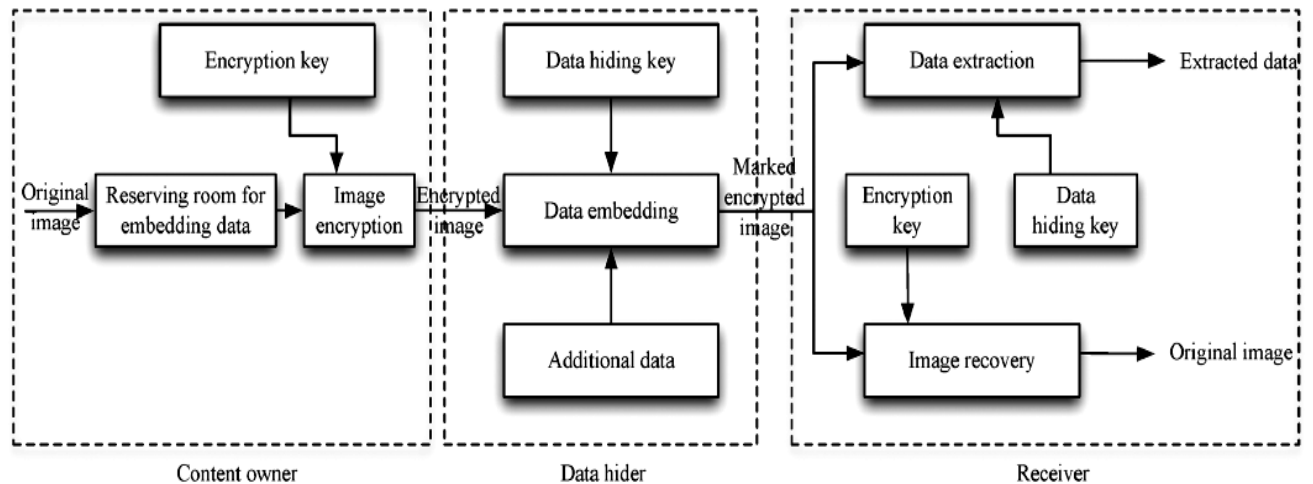 Encryption key
Original
image
Reserving room for
embedding data
Image
encryption
Encrypted
image
Data hiding key
Data embedding
Additional data
Marked
encrypted
image
Data extraction
Extracted data
Encryption
key
Data
hiding key
Image recovery
Original image
Content owner
Data hider
Receiver